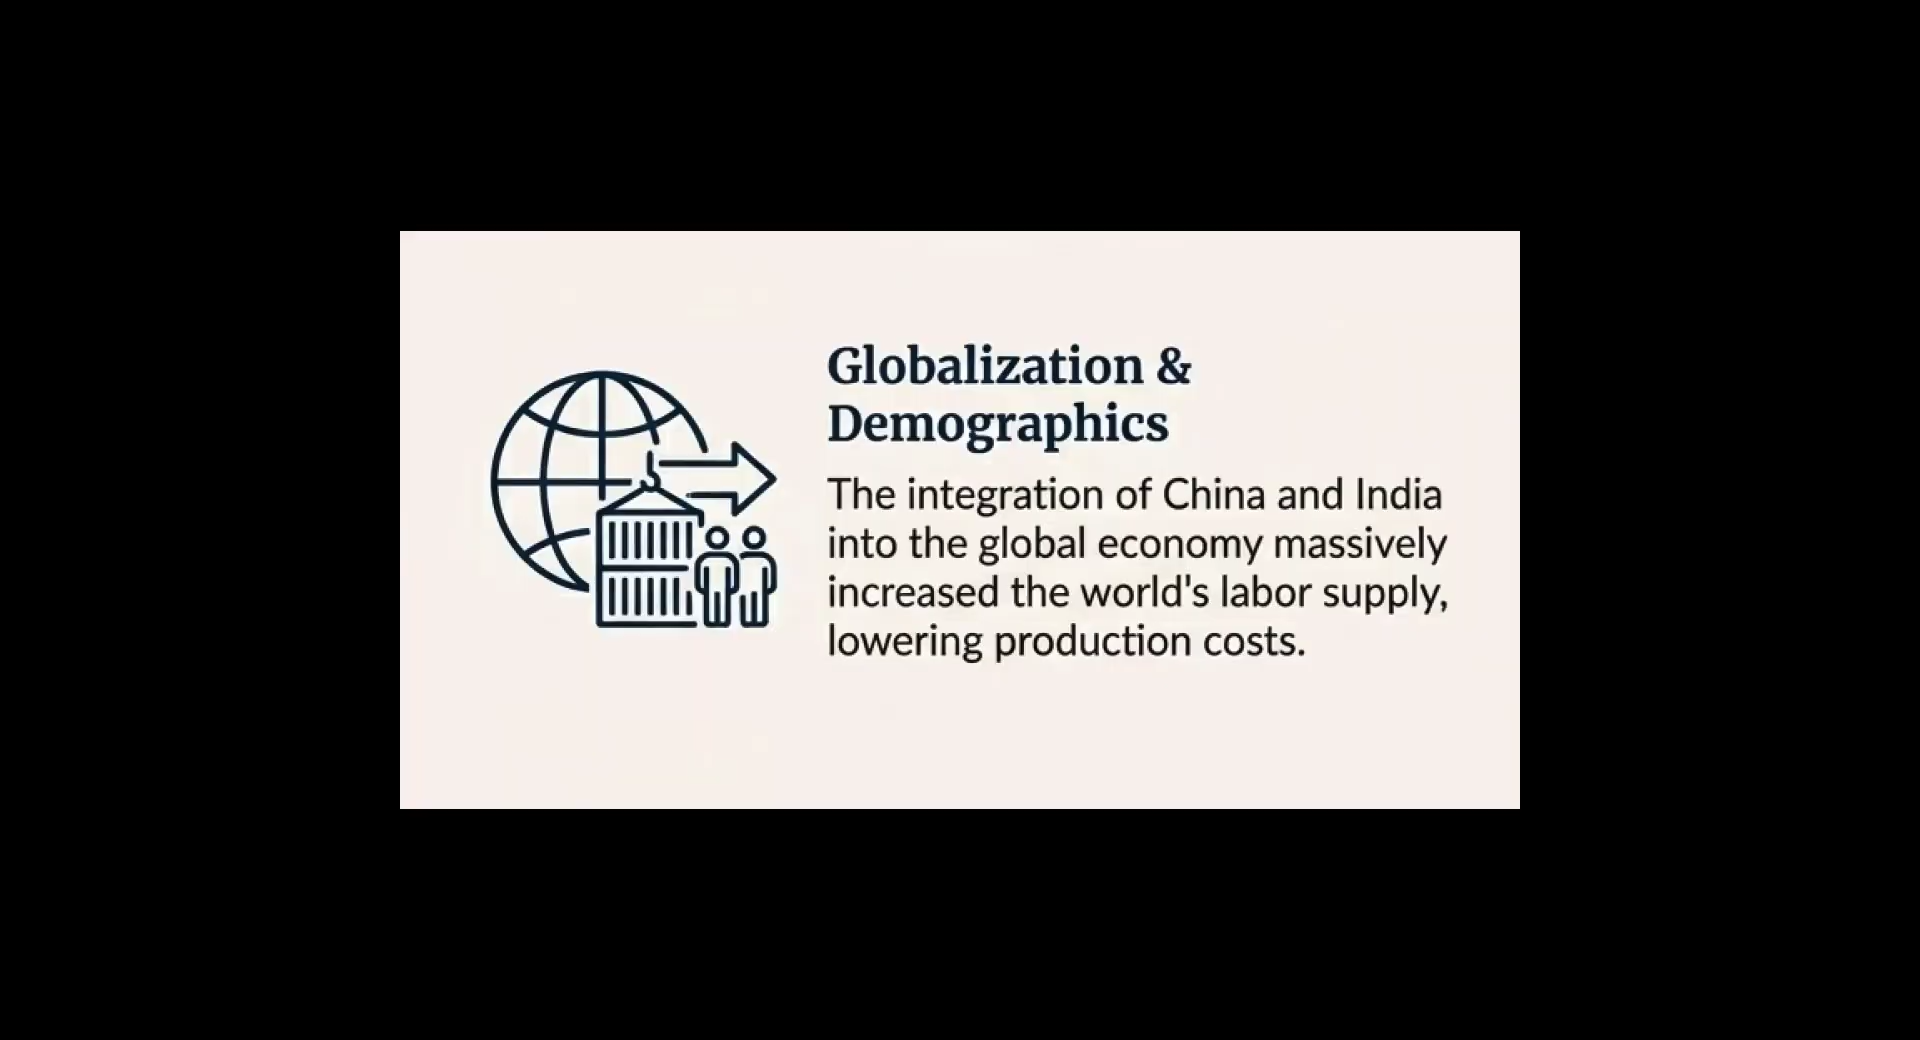 Globalization &
Demographics
The integration of China and India
into the global economy massively
increased the world's labor supply,
lowering production costs.